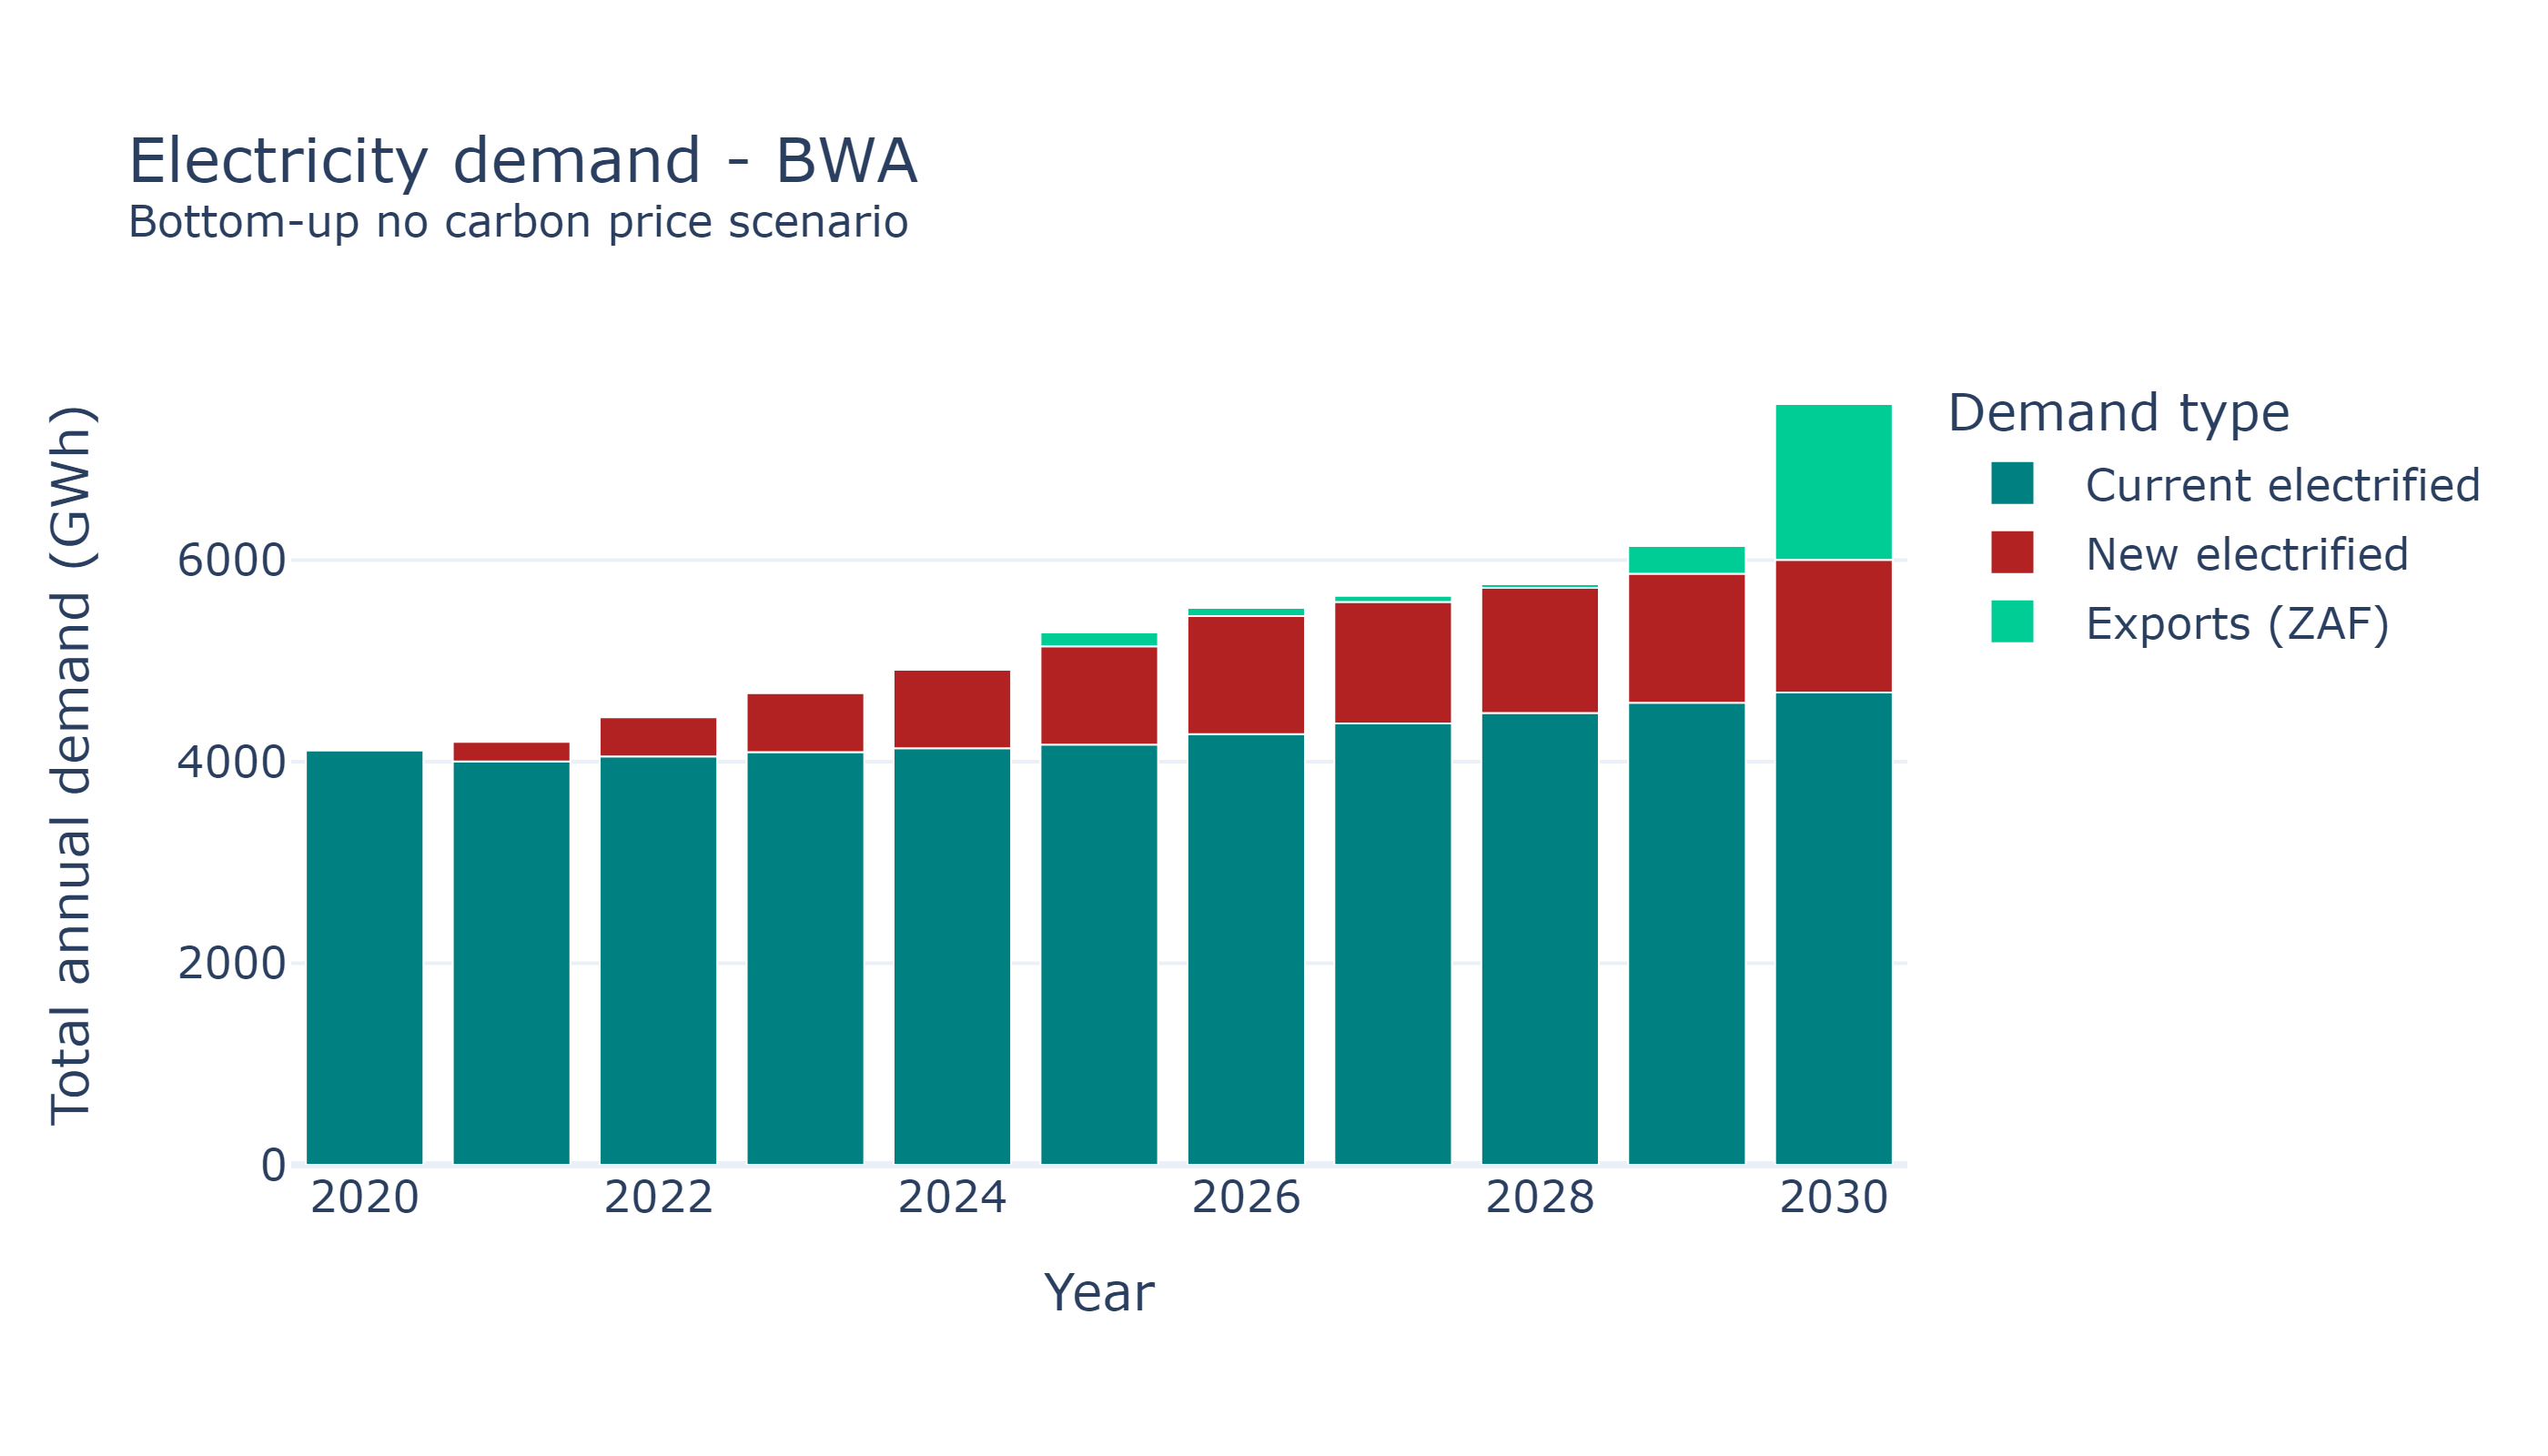 Electricity demand - BWA
Bottom-up no carbon price scenario
Total annual demand (GWh)
6000
4000
2000
0
2020 2022 2024 2026 2028 2030
Year
Demand type
Current electrified
New electrified
Exports (ZAF)